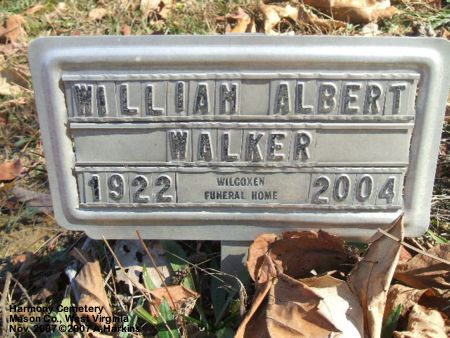 WILLIAM ALBERT
WALKER
1922 WILCOXEN FUNERAL HOME 2004
Harmony Cemetery
Mason Co., West Virginia
Nov. 2007 ©2007 A.Harkins